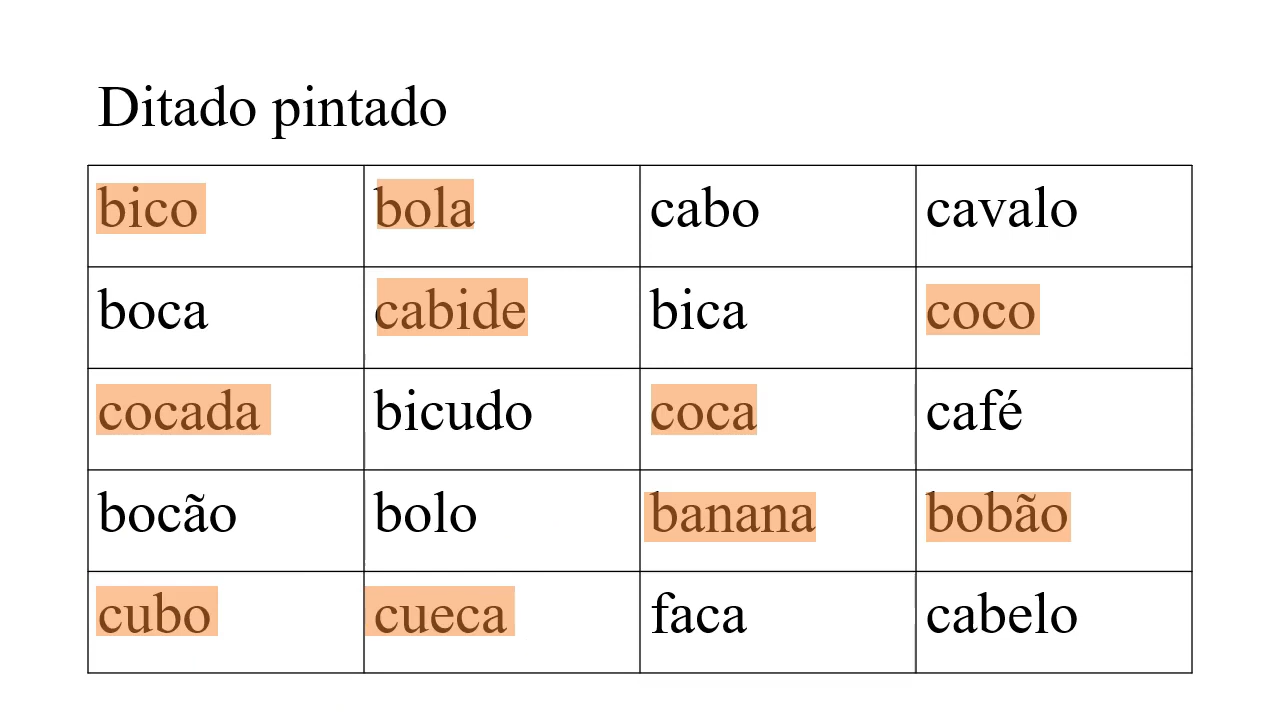 Ditado pintado
bico bola cabo cavalo
boca cabide bica coco
cocada bicudo coca café
bocão bolo banana bobão
cubo cueca faca cabelo